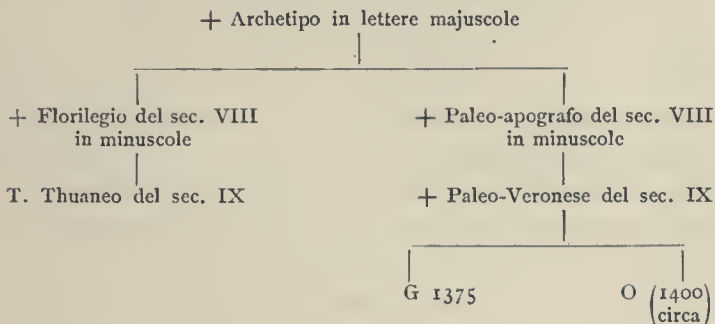 + Archetipo in lettere majuscole
+ Florilegio del sec. VIII
in minuscole
+ Paleo-apografo del sec. VIII
in minuscole
T. Thuaneo del sec. IX
+ Paleo-Veronese del sec. IX
G 1375
O (1400
circa)